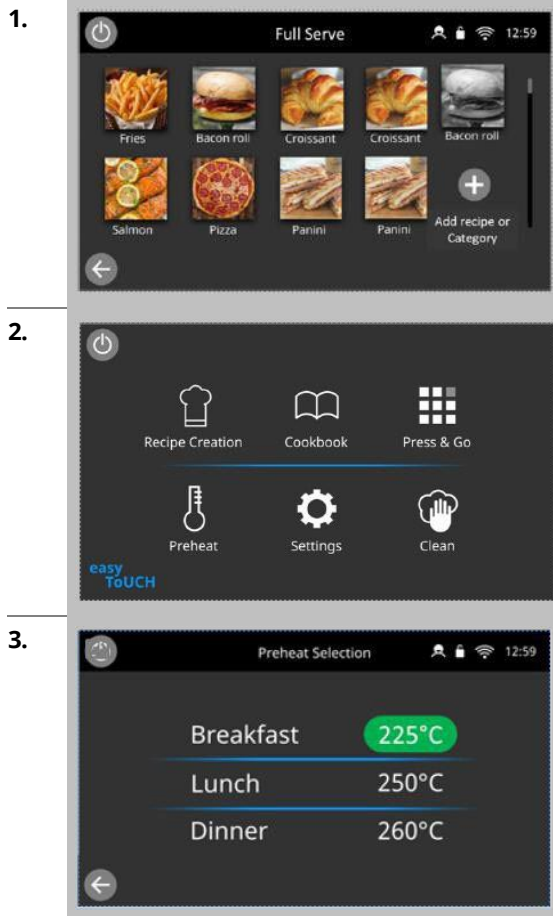 1.
Full Serve 12:59
Fries Bacon roll Croissant Croissant Bacon roll
Salmon Pizza Panini Panini Add recipe or
Category
2.
Recipe Creation Cookbook Press & Go
Preheat Settings Clean
easy
ToUCH
3.
Preheat Selection 12:59
Breakfast 225°C
Lunch 250°C
Dinner 260°C